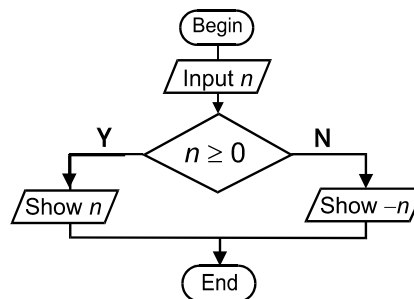 Begin
Input n
Y
N
n ≥ 0
Show n
Show –n
End